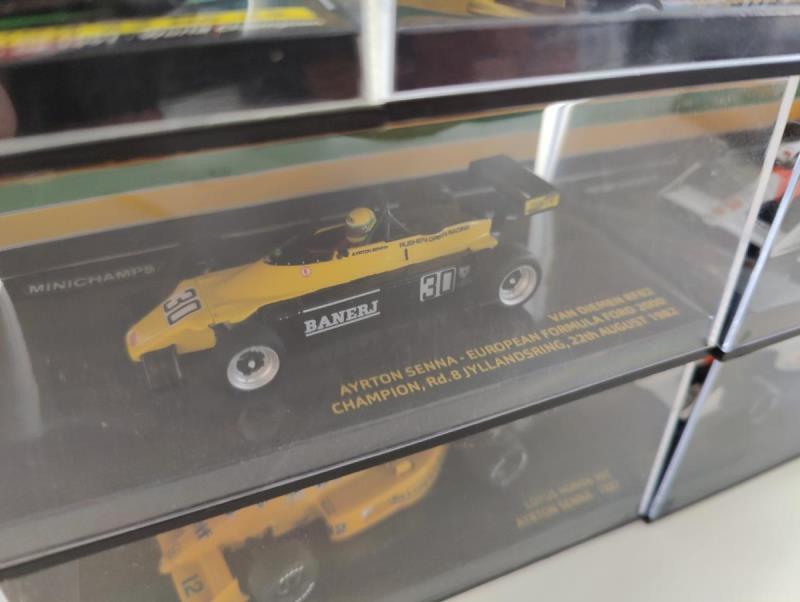 MINICHAMPS
30
AYRTON SENNA
RUSHEN GREEN RACING
BANERJ
30
VAN DIEMEN RF82
AYRTON SENNA - EUROPEAN FORMULA FORD 2000
CHAMPION, Rd.8 JYLLANDSRING, 22th AUGUST 1982
12
LOTUS HONDA 99T
AYRTON SENNA - 1987